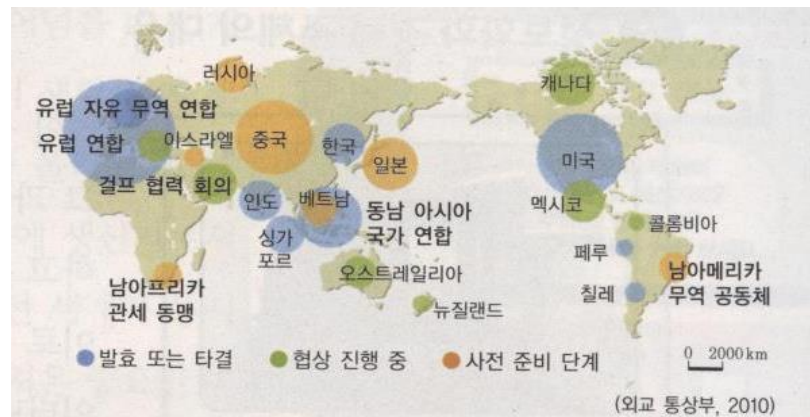 러시아
캐나다
유럽 자유 무역 연합
유럽 연합
이스라엘
중국
한국
일본
미국
걸프 협력 회의
인도
베트남
동남 아시아
국가 연합
멕시코
콜롬비아
싱가
포르
페루
남아메리카
무역 공동체
오스트레일리아
칠레
남아프리카
관세 동맹
뉴질랜드
발효 또는 타결
협상 진행 중
사전 준비 단계
0 2000 km
(외교 통상부, 2010)